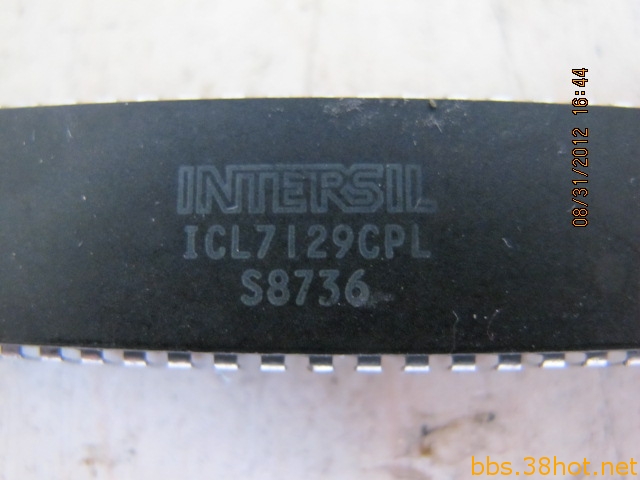 INTERSIL
ICL7129CPL
S8736
08/31/2012 16:44
bbs.38hot.net